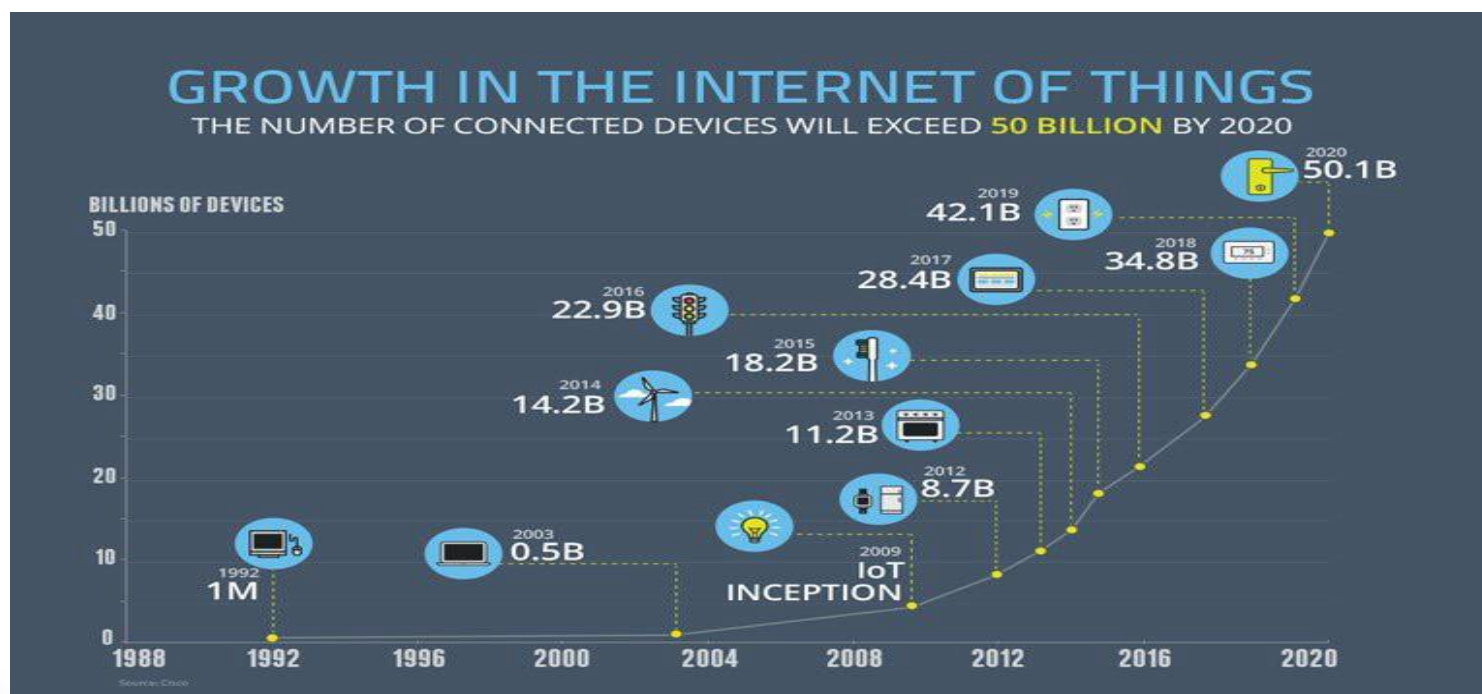 GROWTH IN THE INTERNET OF THINGS
THE NUMBER OF CONNECTED DEVICES WILL EXCEED 50 BILLION BY 2020
BILLIONS OF DEVICES
50
40
30
20
10
0
2020
50.1B
2019
42.1B
2018
34.8B
2017
28.4B
2016
22.9B
2015
18.2B
2014
14.2B
2013
11.2B
2012
8.7B
2009
IoT
INCEPTION
2003
0.5B
1992
1M
75
1988 1992 1996 2000 2004 2008 2012 2016 2020
Source: Cisco